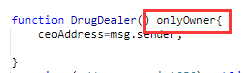 function DrugDealer() onlyOwner{
ceoAddress=msg.sender;
}